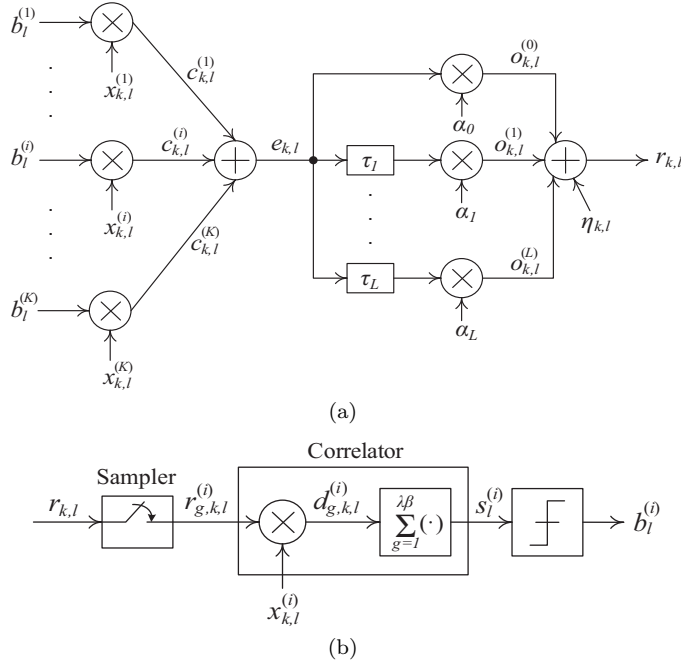 b_l^{(1)}
x_{k,l}^{(1)}
c_{k,l}^{(1)}
b_l^{(i)}
x_{k,l}^{(i)}
c_{k,l}^{(i)}
e_{k,l}
b_l^{(K)}
x_{k,l}^{(K)}
c_{k,l}^{(K)}
α_0
o_{k,l}^{(0)}
τ_1
α_1
o_{k,l}^{(1)}
τ_L
α_L
o_{k,l}^{(L)}
η_{k,l}
r_{k,l}
(a)
Correlator
Sampler
r_{k,l}
r_{g,k,l}^{(i)}
d_{g,k,l}^{(i)}
x_{k,l}^{(i)}
\sum_{g=1}^{λβ} (·)
s_l^{(i)}
b_l^{(i)}
(b)